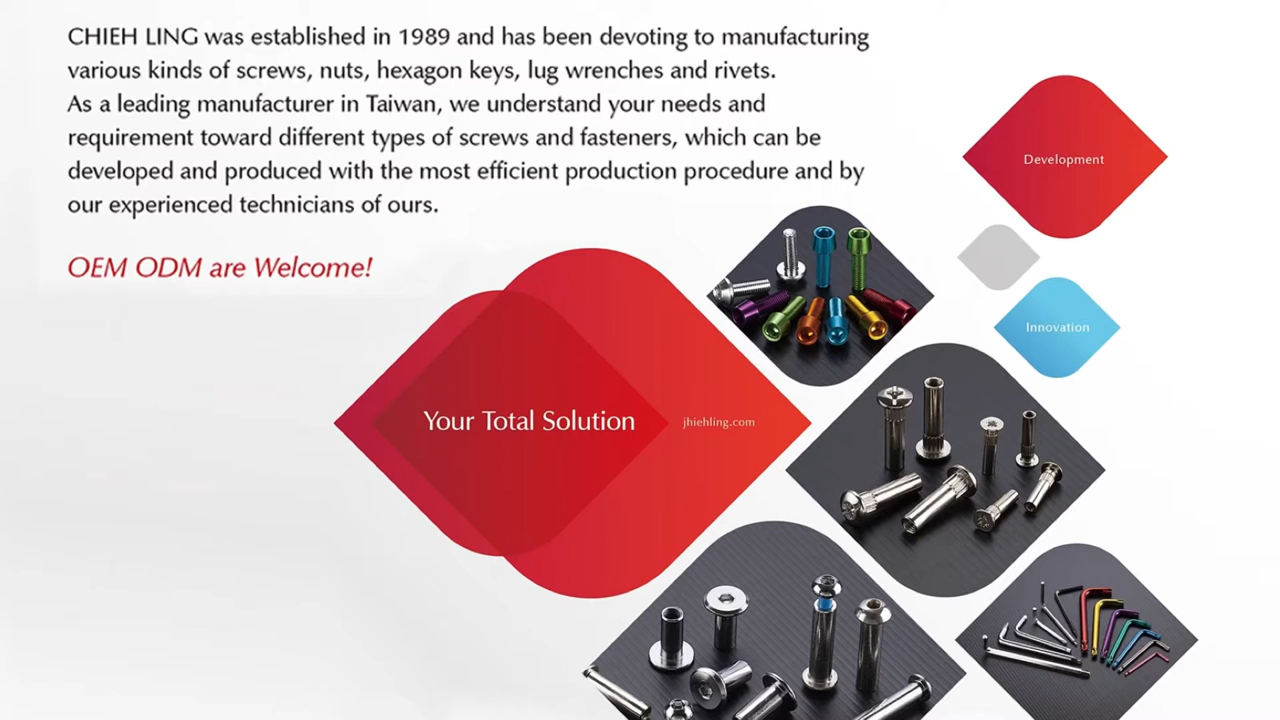 CHIEH LING was established in 1989 and has been devoting to manufacturing
various kinds of screws, nuts, hexagon keys, lug wrenches and rivets.
As a leading manufacturer in Taiwan, we understand your needs and
requirement toward different types of screws and fasteners, which can be
developed and produced with the most efficient production procedure and by
our experienced technicians of ours.
OEM ODM are Welcome!
Development
Innovation
Your Total Solution
jhiehling.com